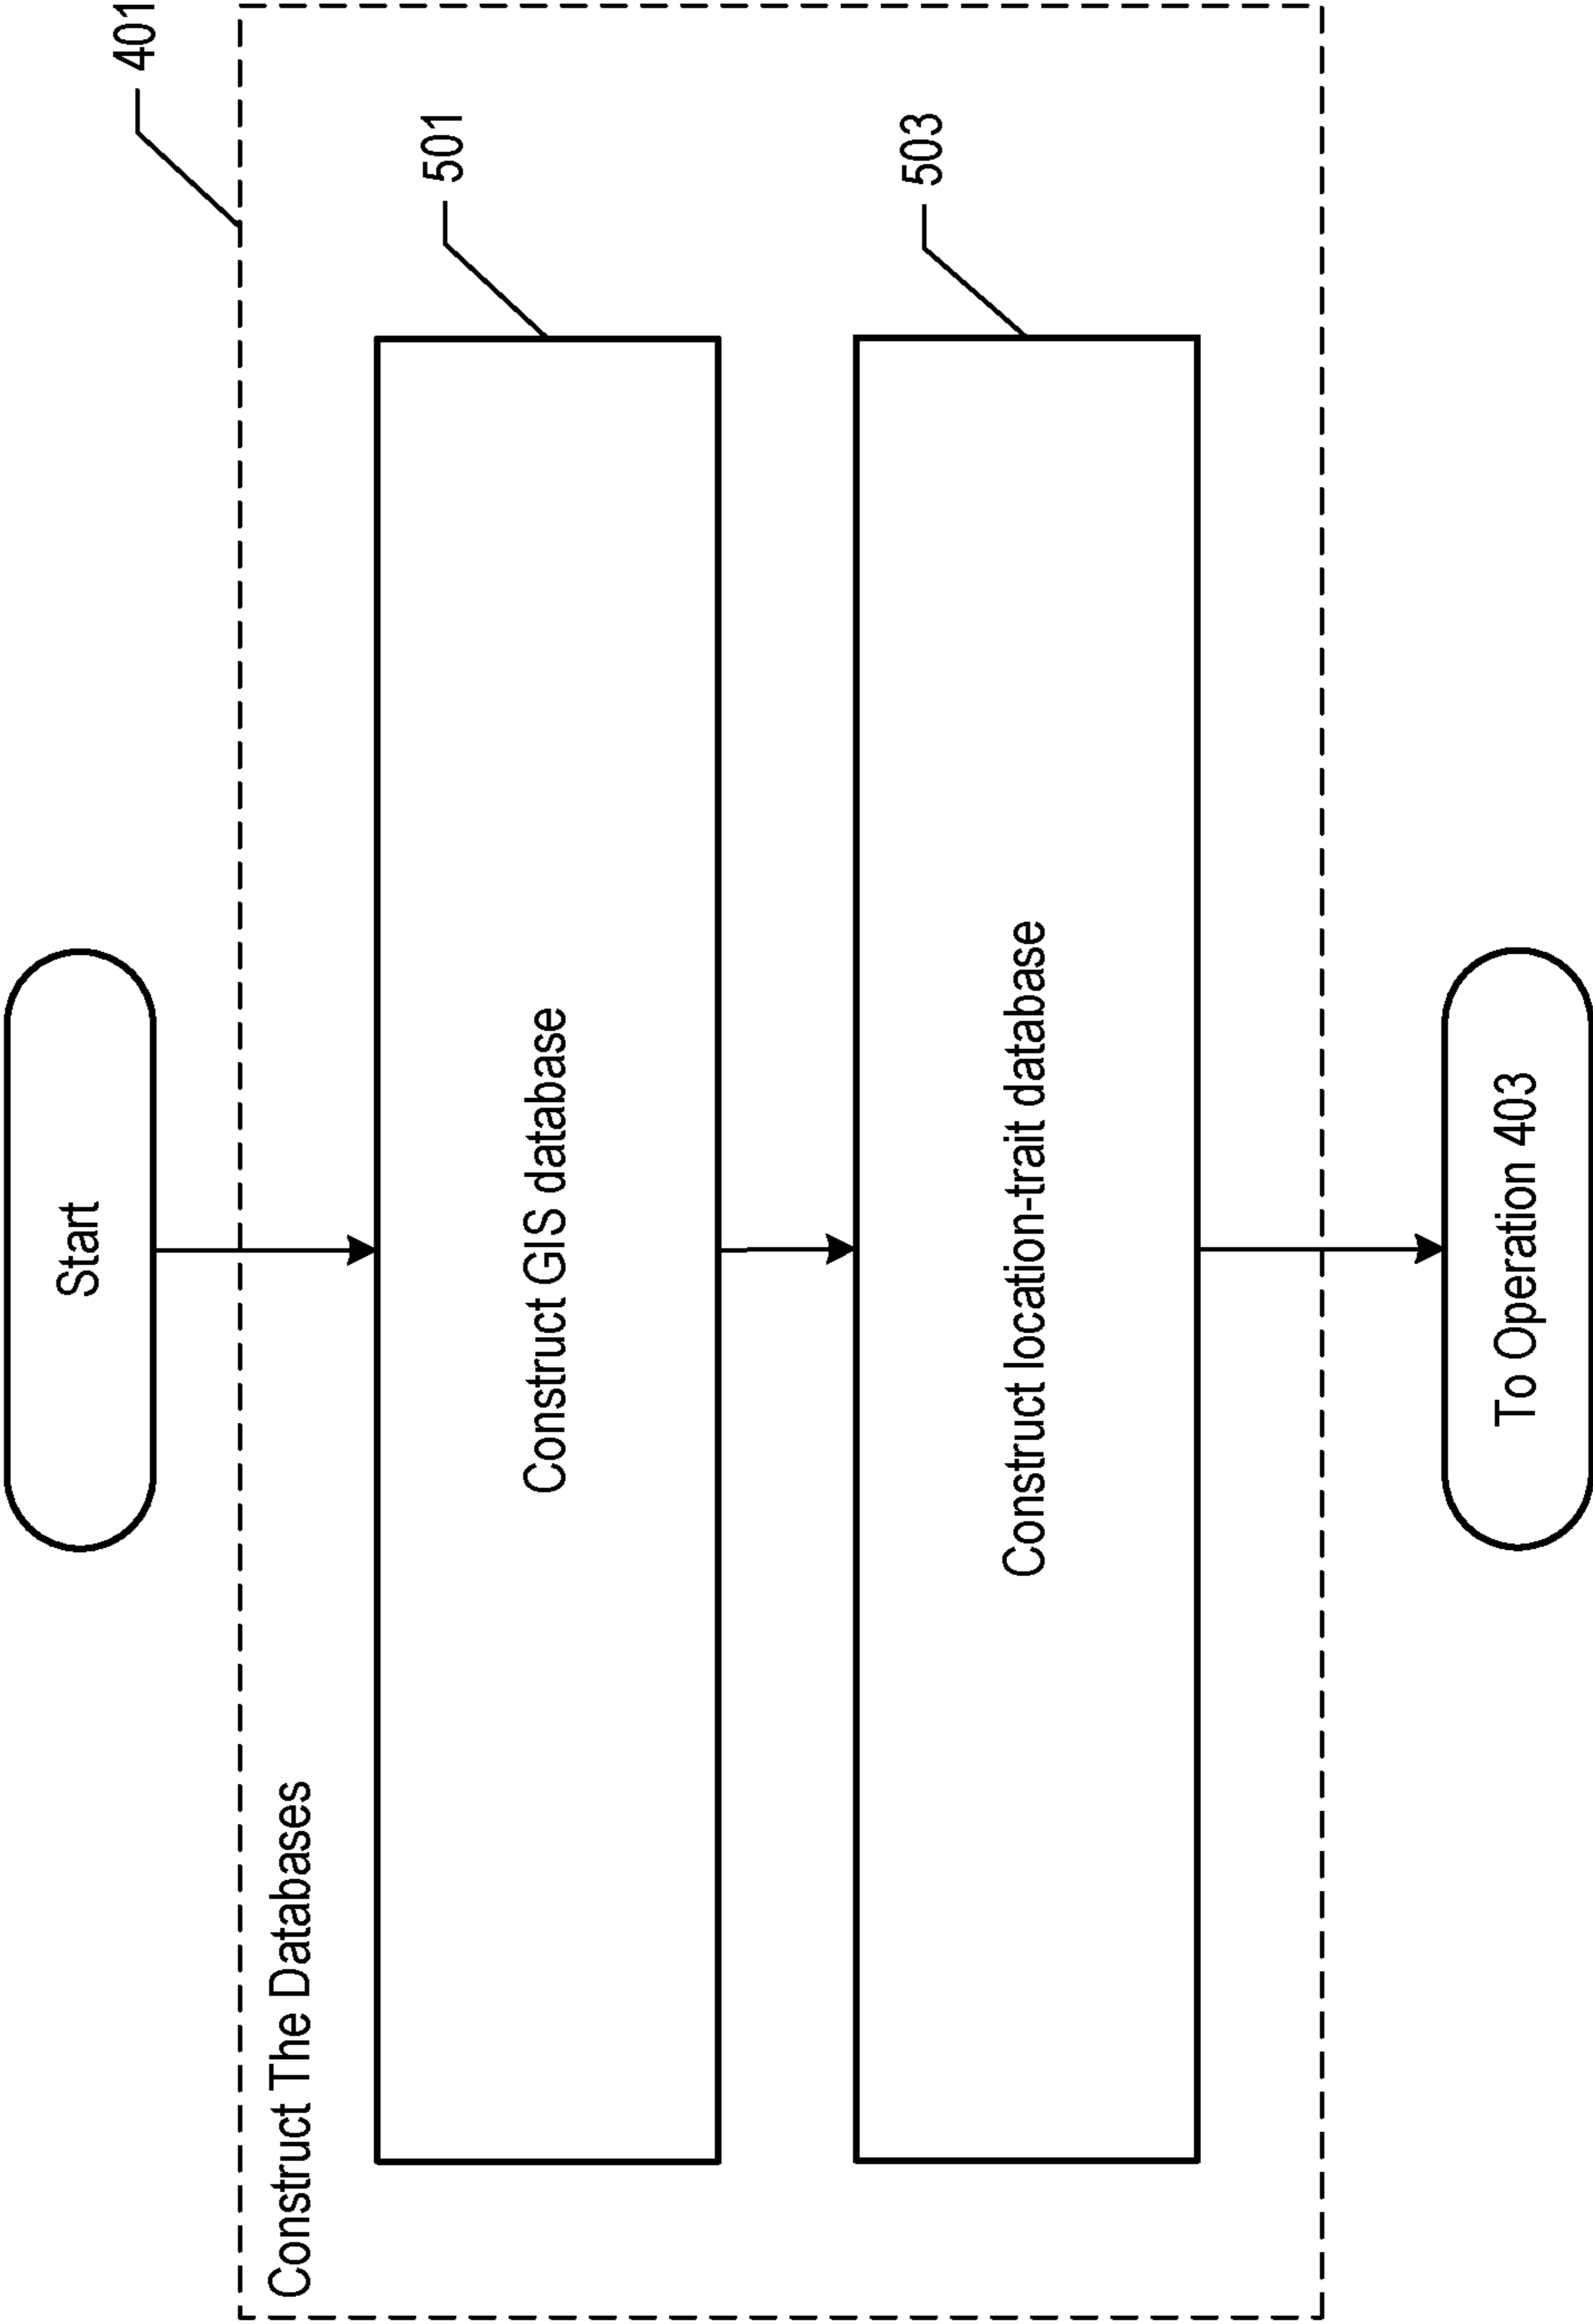 Start
401
Construct The Databases
501
Construct GIS database
503
Construct location-trait database
To Operation 403